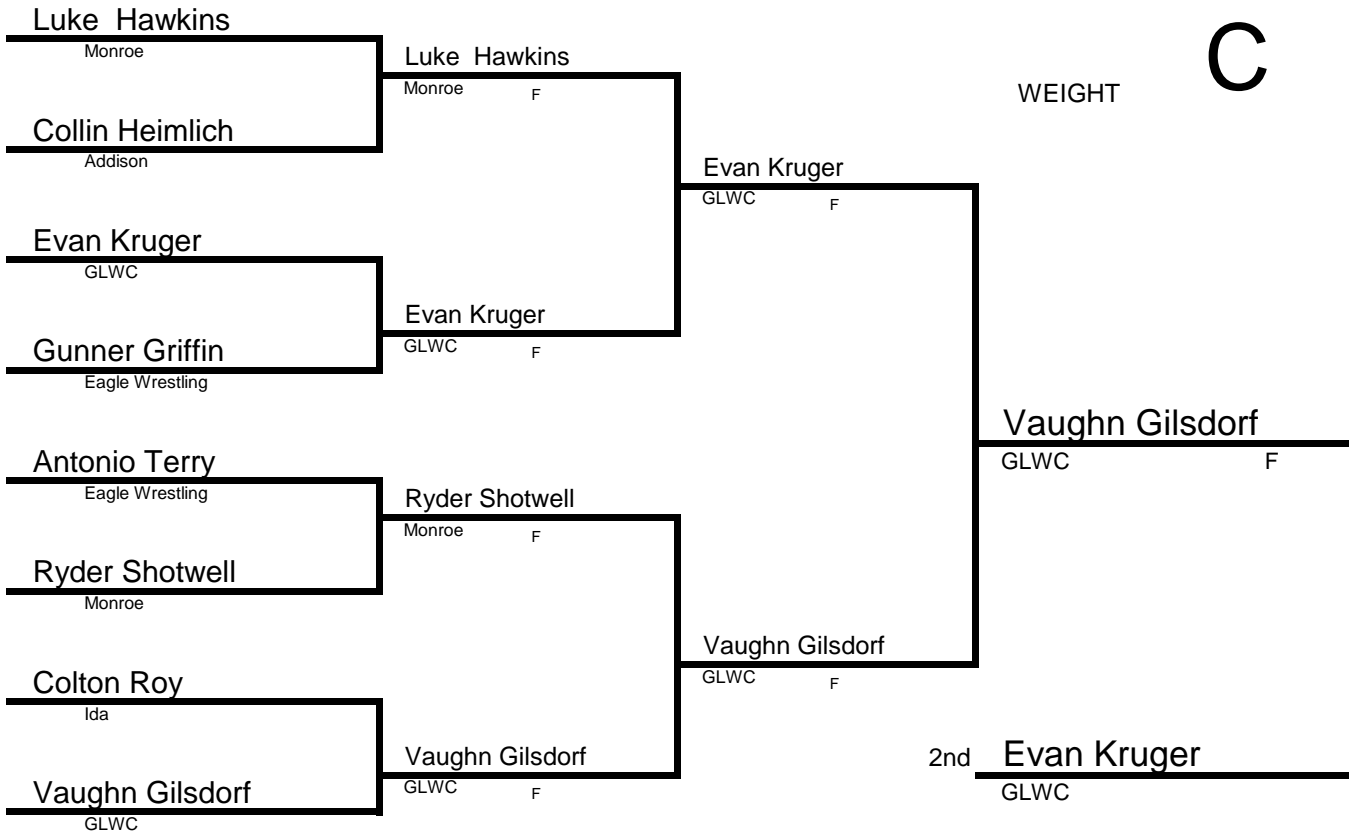 Luke  Hawkins
Monroe
Collin Heimlich
Addison
Evan Kruger
GLWC
Gunner Griffin
Eagle Wrestling
Antonio Terry
Eagle Wrestling
Ryder Shotwell
Monroe
Colton Roy
Ida
Vaughn Gilsdorf
GLWC
Luke  Hawkins
Monroe F
Evan Kruger
GLWC F
Ryder Shotwell
Monroe F
Vaughn Gilsdorf
GLWC F
Evan Kruger
GLWC F
Vaughn Gilsdorf
GLWC F
WEIGHT C
Vaughn Gilsdorf
GLWC F
2nd Evan Kruger
GLWC